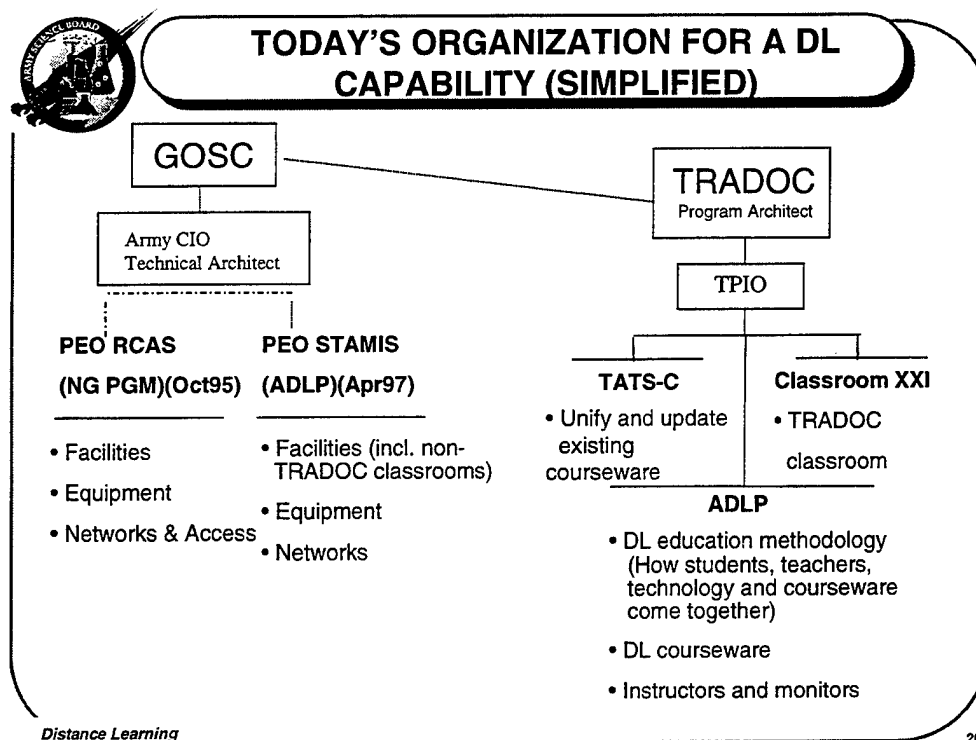 ARMY SCIENCE BOARD
TODAY'S ORGANIZATION FOR A DL
CAPABILITY (SIMPLIFIED)
GOSC
TRADOC
Program Architect
Army CIO
Technical Architect
TPIO
PEO RCAS
(NG PGM)(Oct95)
• Facilities
• Equipment
• Networks & Access
PEO STAMIS
(ADLP)(Apr97)
• Facilities (incl. non-
TRADOC classrooms)
• Equipment
• Networks
TATS-C
• Unify and update
existing
courseware
Classroom XXI
• TRADOC
classroom
ADLP
• DL education methodology
(How students, teachers,
technology and courseware
come together)
• DL courseware
• Instructors and monitors
Distance Learning